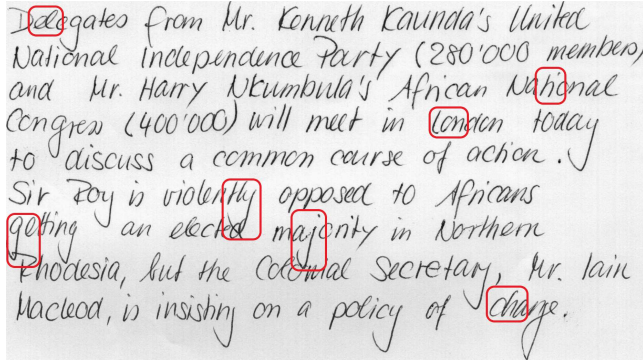 Delegates from Mr. Kenneth Kaunda's United
National Independence Party (280'000 members)
and Mr. Harry Nkumbula's African National
Congress (400'000) will meet in London today
to discuss a common course of action.
Sir Roy is violently opposed to Africans
getting an elected majority in Northern
Rhodesia, but the Colonial Secretary, Mr. Iain
Macleod, is insisting on a policy of change.